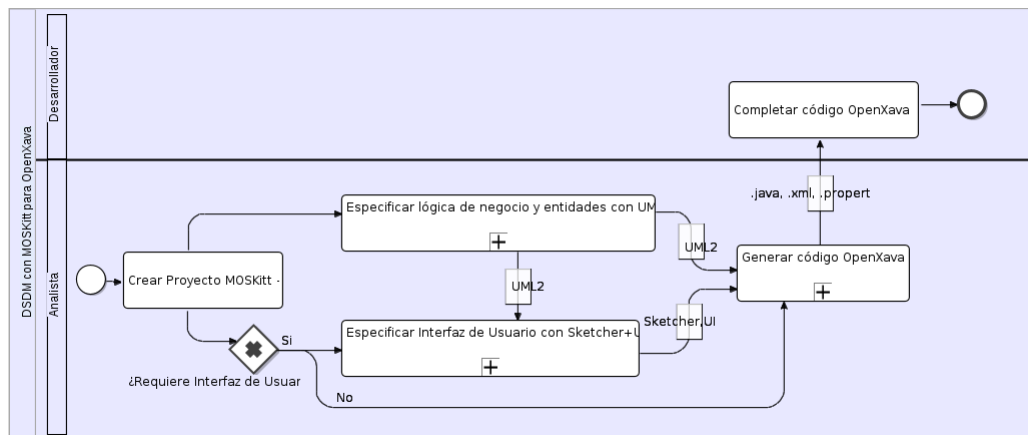 DSDM con MOSKitt para OpenXava
Desarrollador
Completar código OpenXava
.java, .xml, .propert
Analista
Especificar lógica de negocio y entidades con UM
UML2
Crear Proyecto MOSKitt -
UML2
Generar código OpenXava
Especificar Interfaz de Usuario con Sketcher+U
Sketcher,UI
Si
¿Requiere Interfaz de Usuar
No